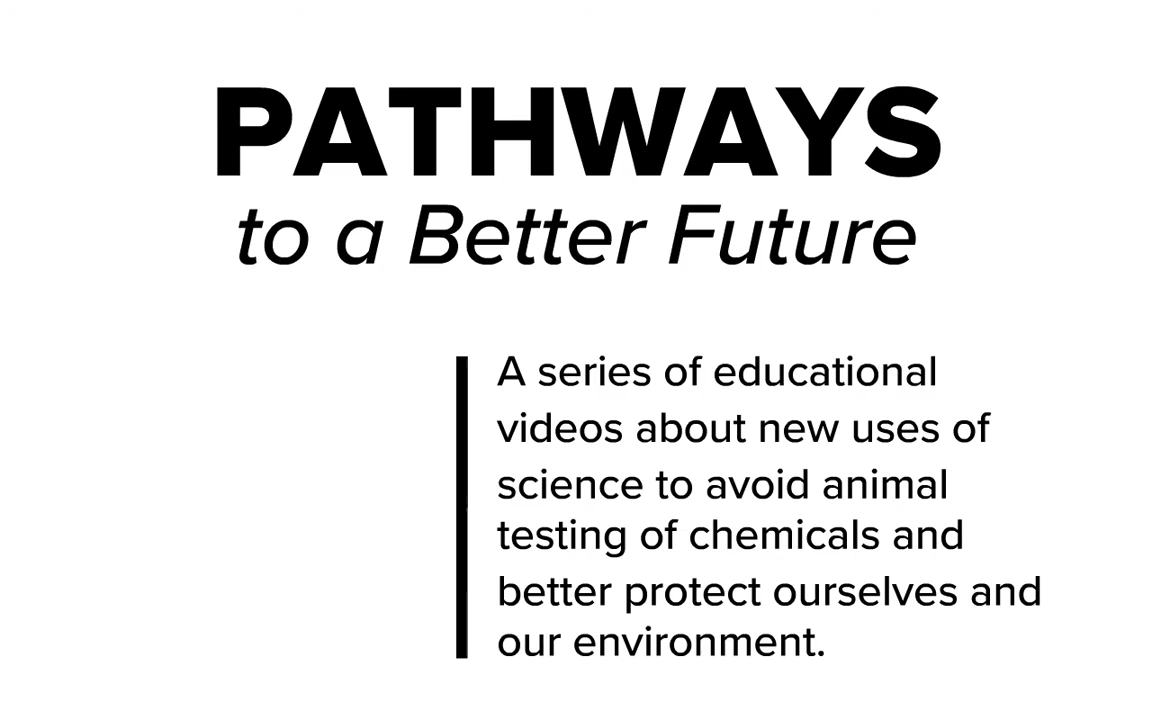 PATHWAYS
to a Better Future
A series of educational
videos about new uses of
science to avoid animal
testing of chemicals and
better protect ourselves and
our environment.